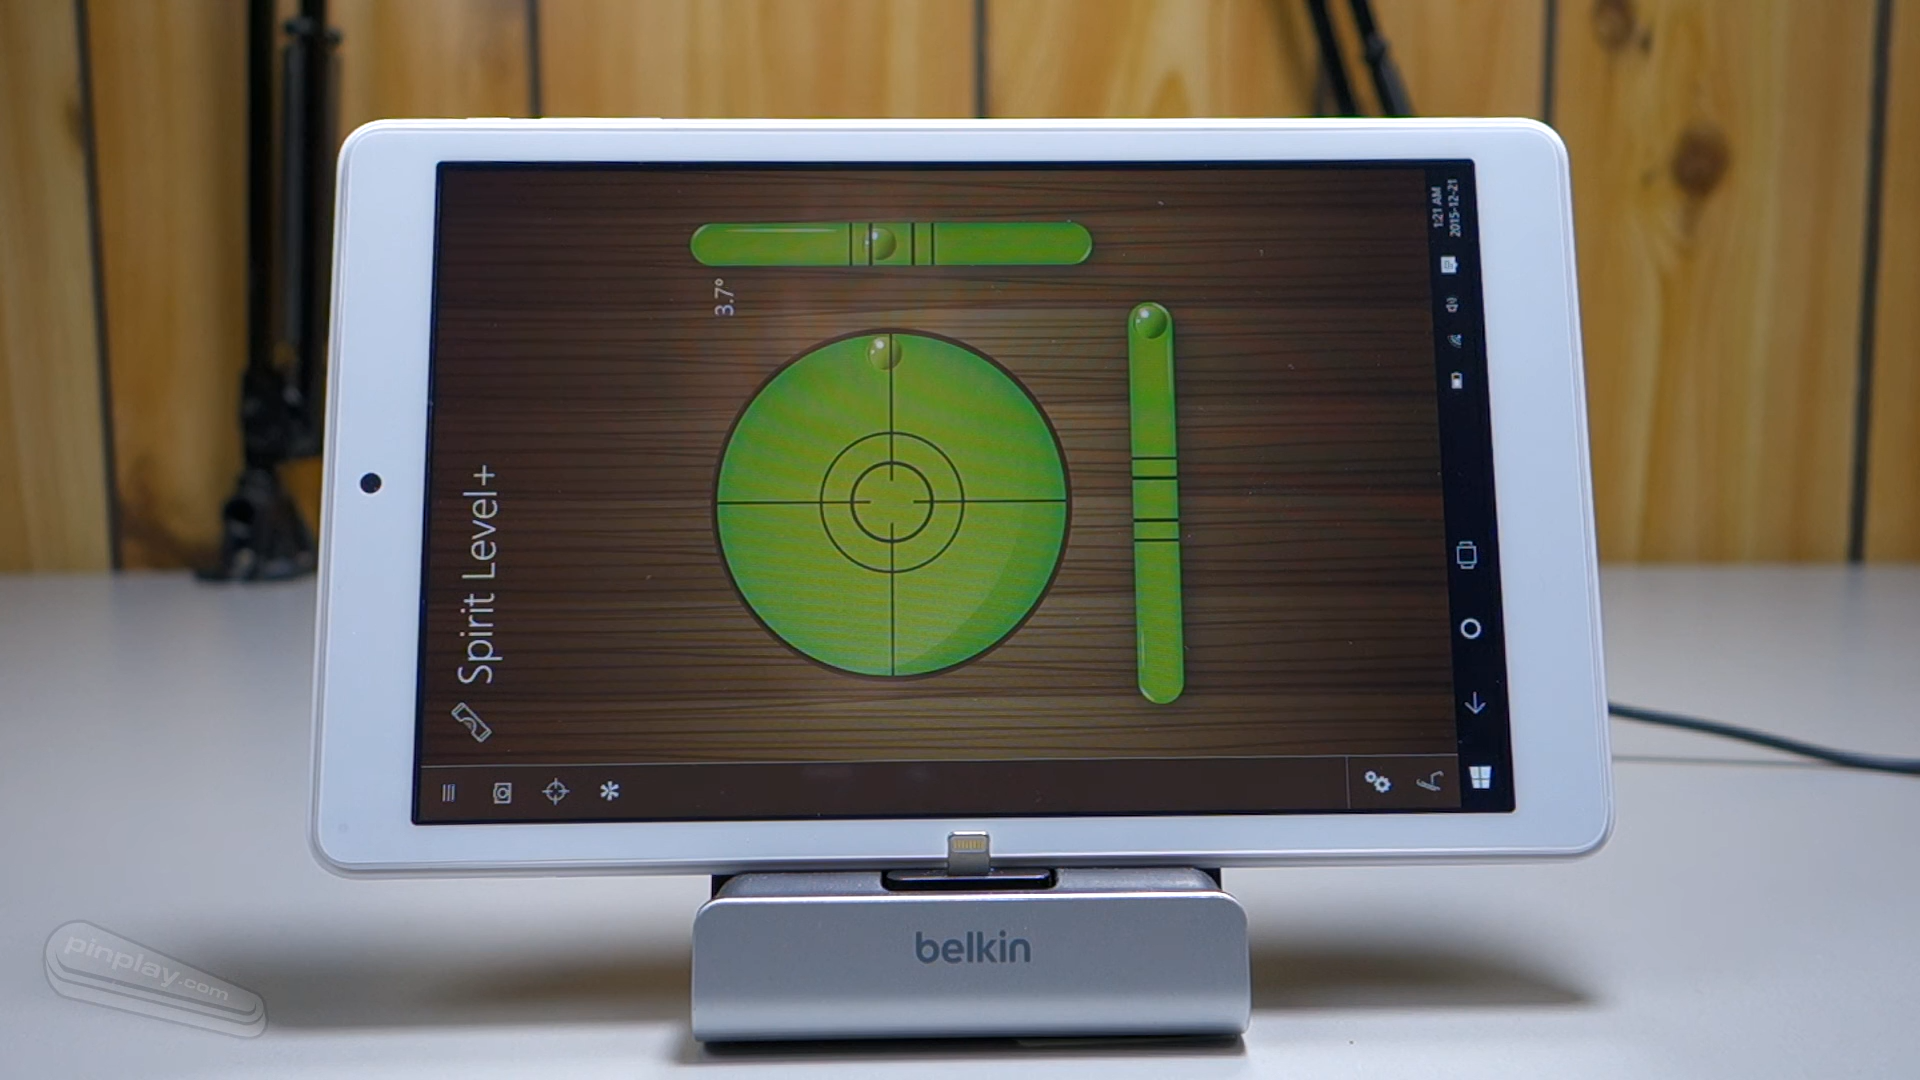 Spirit Level+
3.7°
1:21 AM
2015-12-21
belkin
pinplay.com